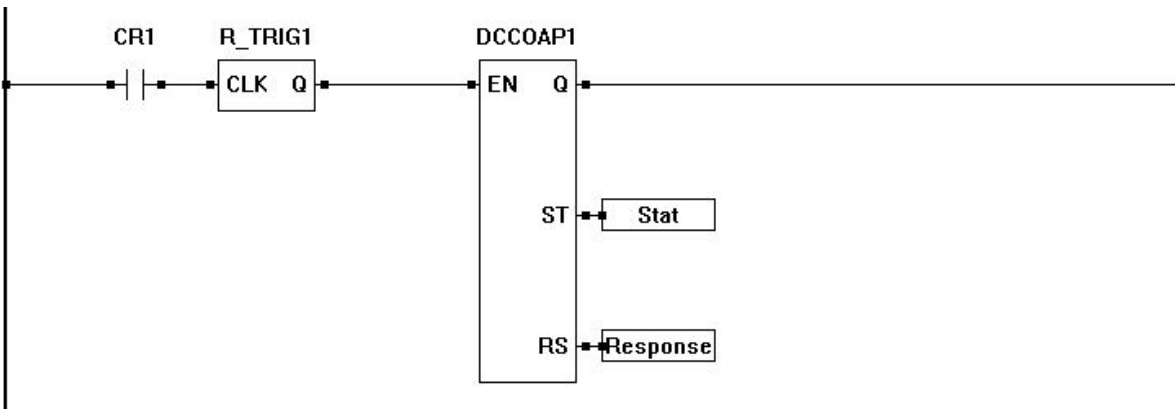 CR1 R_TRIG1 DCCOAP1
CLK Q EN Q
ST Stat
RS Response